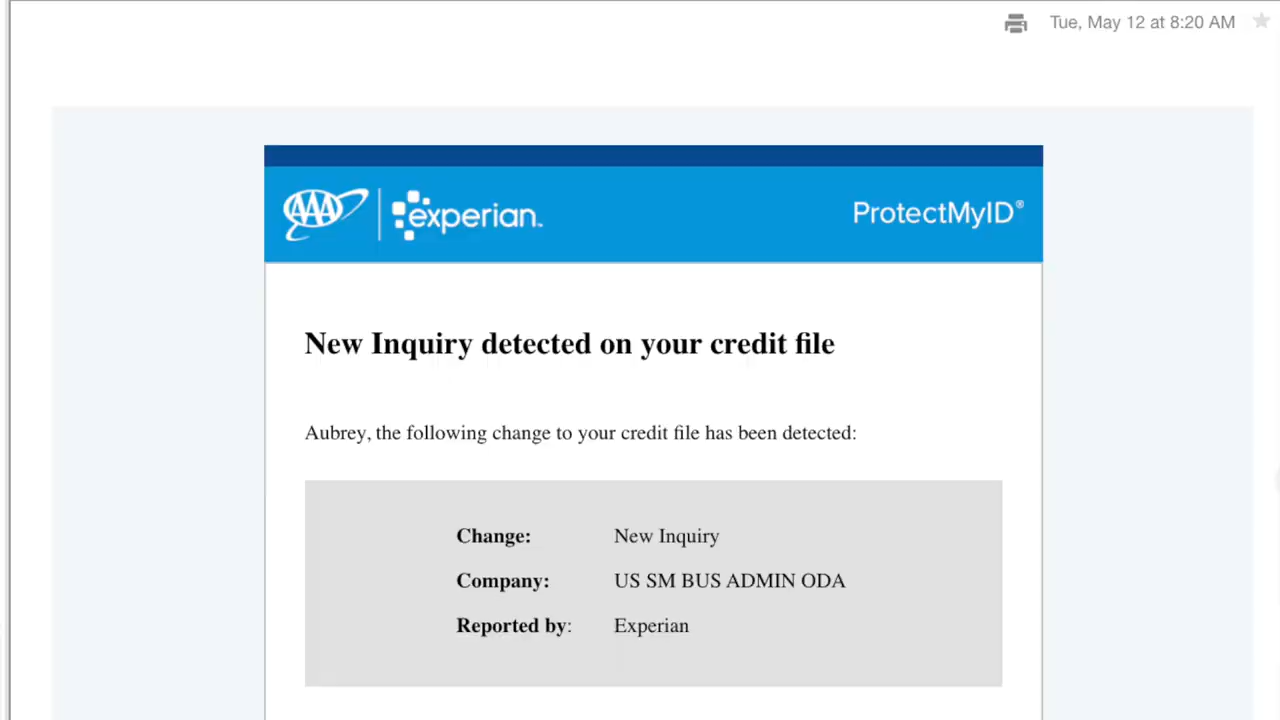 Tue, May 12 at 8:20 AM
AAA experian™ ProtectMyID®
New Inquiry detected on your credit file
Aubrey, the following change to your credit file has been detected:
Change: New Inquiry
Company: US SM BUS ADMIN ODA
Reported by: Experian